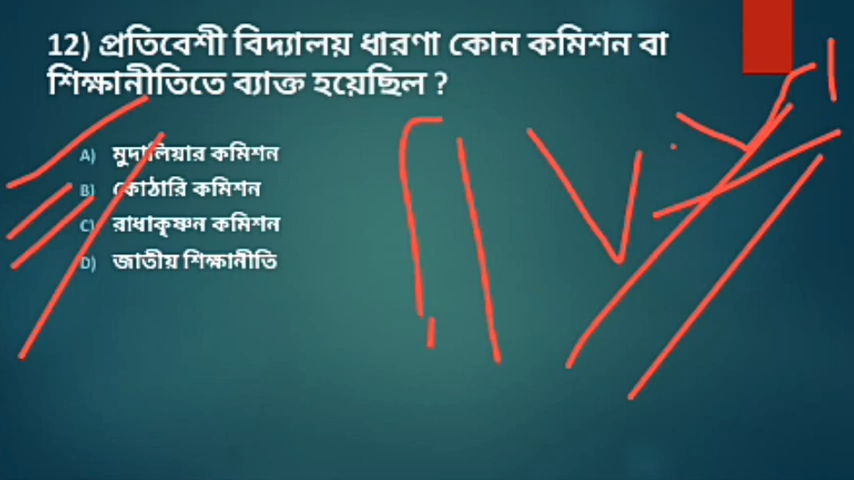 12) প্রতিবেশী বিদ্যালয় ধারণা কোন কমিশন বা
শিক্ষানীতিতে ব্যাক্ত হয়েছিল ?
A) মুদালিয়ার কমিশন
B) কোঠারি কমিশন
C) রাধাকৃষ্ণন কমিশন
D) জাতীয় শিক্ষানীতি